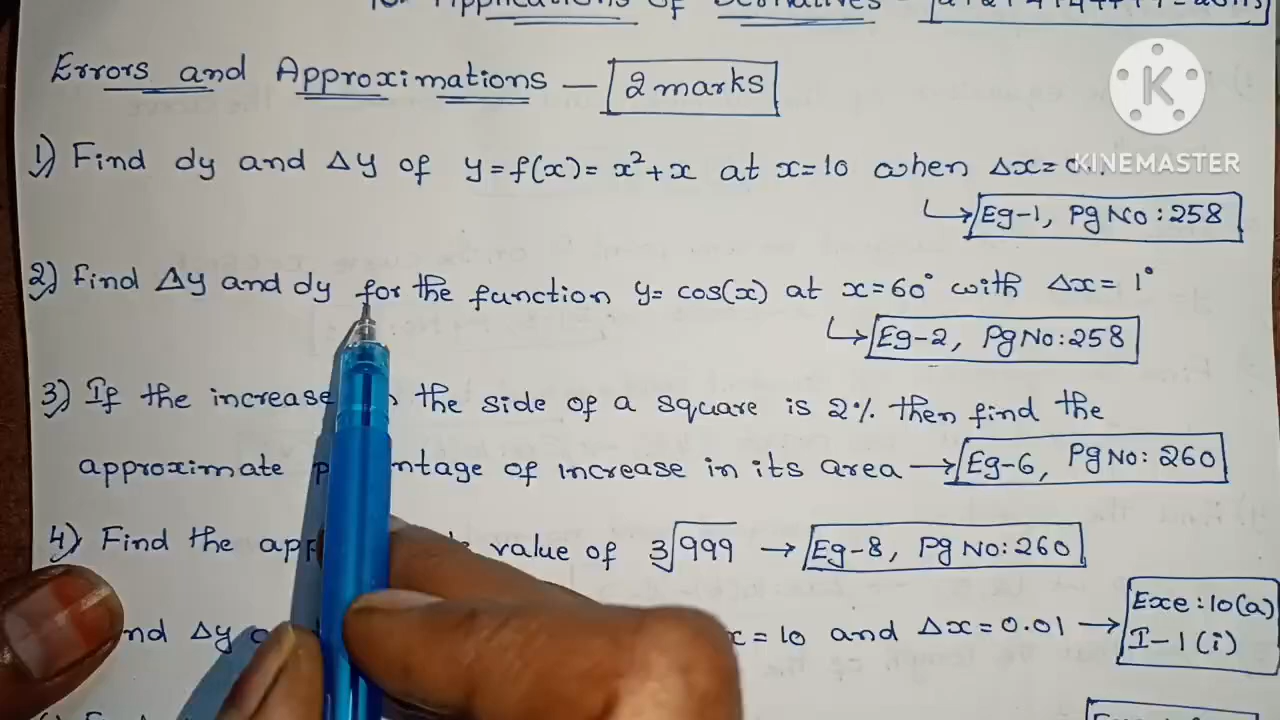 Applications of Derivatives
Errors and Approximations — 2 marks
K
KINEMASTER
1) Find dy and Δy of y=f(x)= x²+x at x=10 when Δx=
↳ Eg-1, Pg No:258
2) Find Δy and dy for the function y= cos(x) at x=60° with Δx= 1°
↳ Eg-2, Pg No:258
3) If the increase the side of a square is 2% then find the
approximate of increase in its area → Eg-6, Pg No: 260
4) Find the value of ∛999 → Eg-8, Pg No:260
Δy x=10 and Δx=0.01 → Exe:10(a)
I-1(i)